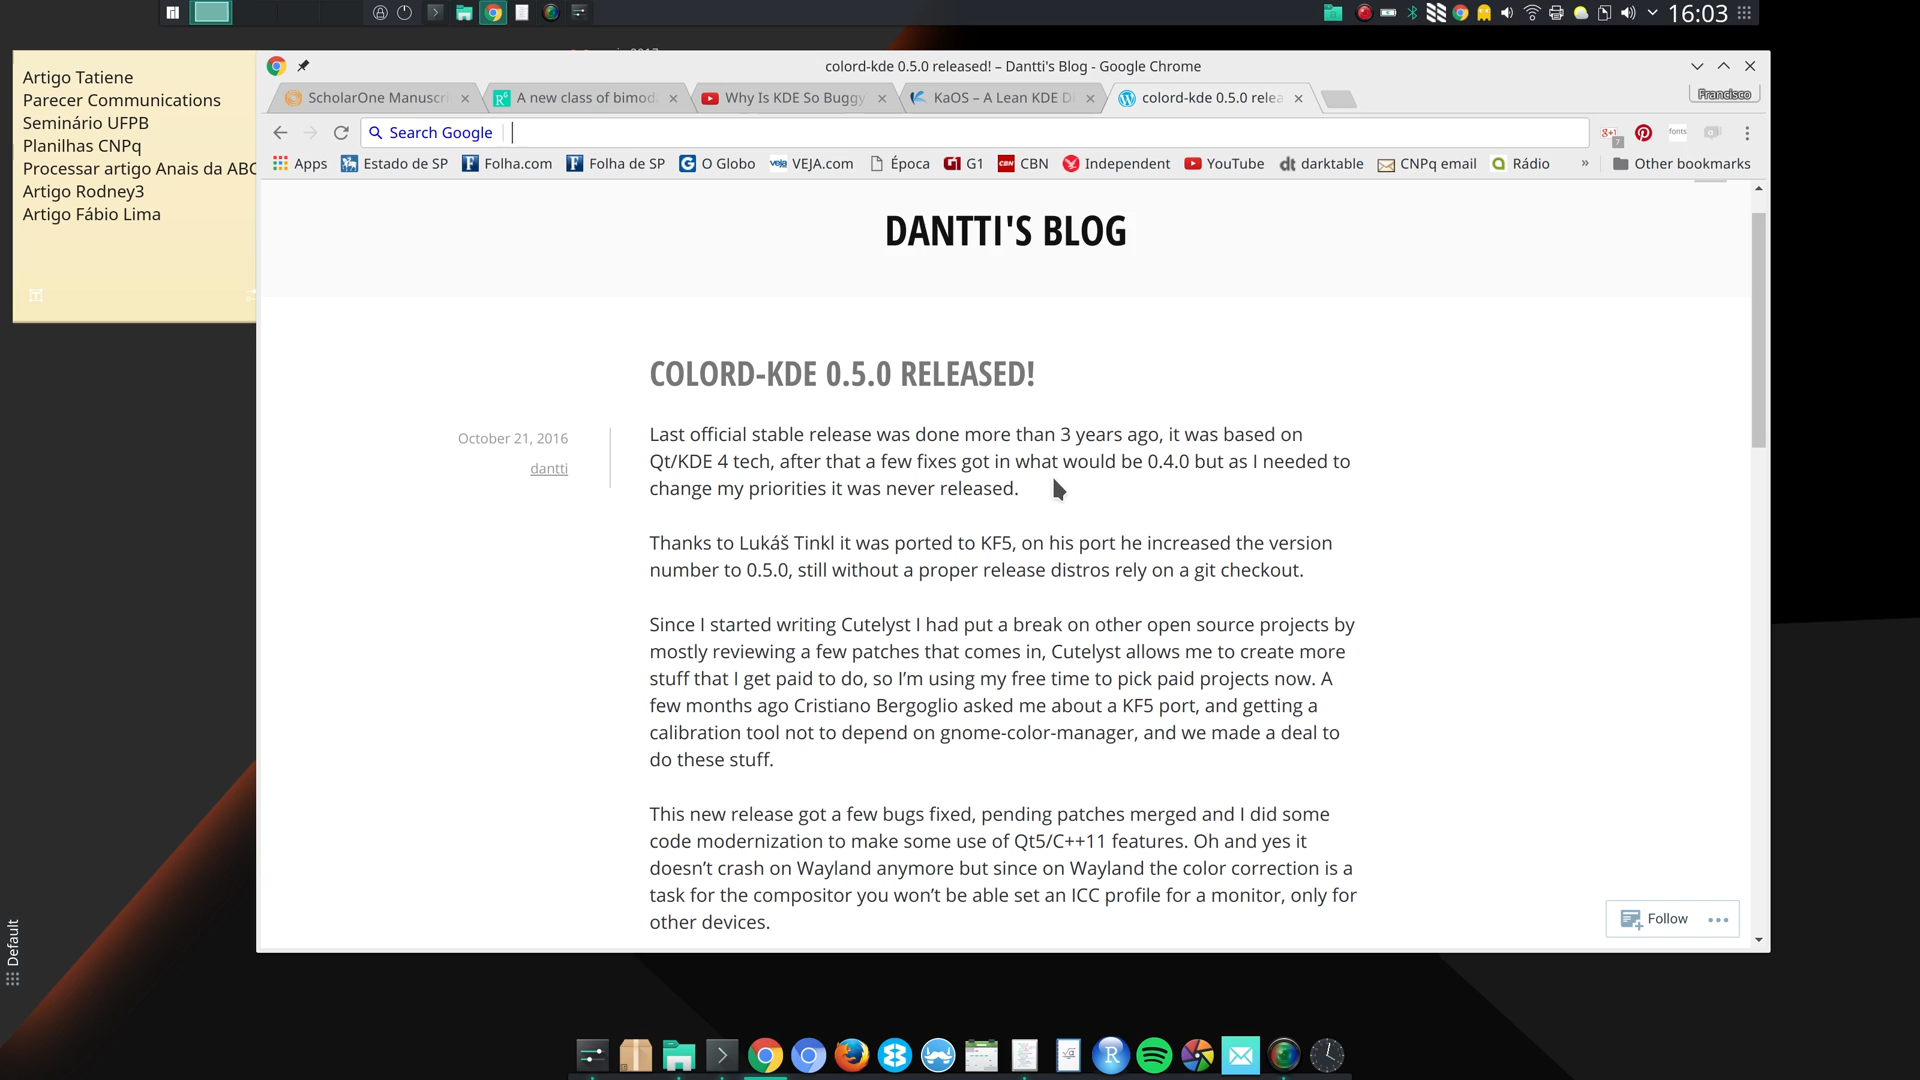 16:03
Artigo Tatiene
Parecer Communications
Seminário UFPB
Planilhas CNPq
Processar artigo Anais da ABC
Artigo Rodney3
Artigo Fábio Lima
colord-kde 0.5.0 released! – Dantti's Blog - Google Chrome
ScholarOne Manuscri
A new class of bimod
Why Is KDE So Buggy
KaOS – A Lean KDE Di
colord-kde 0.5.0 relea
Francisco
Search Google
Apps
Estado de SP
Folha.com
Folha de SP
O Globo
VEJA.com
Época
G1
CBN
Independent
YouTube
darktable
CNPq email
Rádio
»
Other bookmarks
DANTTI'S BLOG
COLORD-KDE 0.5.0 RELEASED!
October 21, 2016
dantti
Last official stable release was done more than 3 years ago, it was based on
Qt/KDE 4 tech, after that a few fixes got in what would be 0.4.0 but as I needed to
change my priorities it was never released.
Thanks to Lukáš Tinkl it was ported to KF5, on his port he increased the version
number to 0.5.0, still without a proper release distros rely on a git checkout.
Since I started writing Cutelyst I had put a break on other open source projects by
mostly reviewing a few patches that comes in, Cutelyst allows me to create more
stuff that I get paid to do, so I’m using my free time to pick paid projects now. A
few months ago Cristiano Bergoglio asked me about a KF5 port, and getting a
calibration tool not to depend on gnome-color-manager, and we made a deal to
do these stuff.
This new release got a few bugs fixed, pending patches merged and I did some
code modernization to make some use of Qt5/C++11 features. Oh and yes it
doesn’t crash on Wayland anymore but since on Wayland the color correction is a
task for the compositor you won’t be able set an ICC profile for a monitor, only for
other devices.
Follow
Default